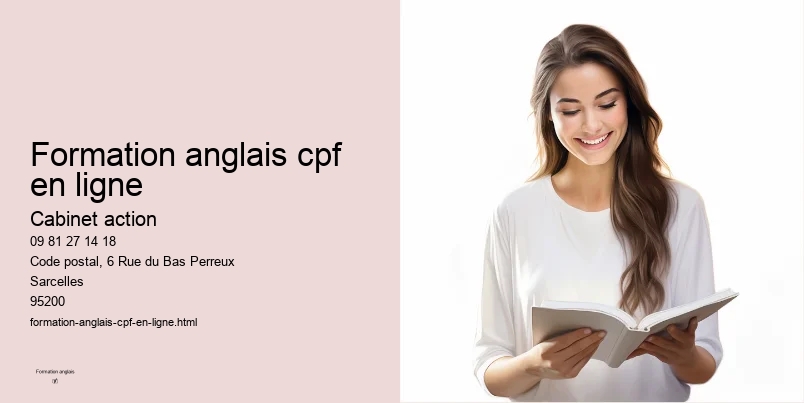 Formation anglais cpf
en ligne
Cabinet action
09 81 27 14 18
Code postal, 6 Rue du Bas Perreux
Sarcelles
95200
formation-anglais-cpf-en-ligne.html
Formation anglais